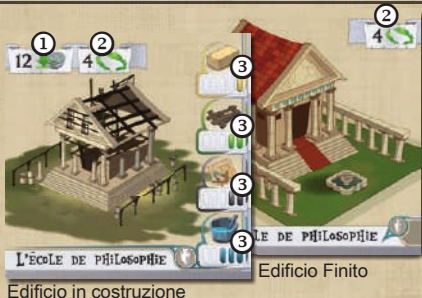 ① ②
12 4
②
4
③
③
③
③
L'ÉCOLE DE PHILOSOPHIE
LE DE PHILOSOPHIE
Edificio in costruzione
Edificio Finito